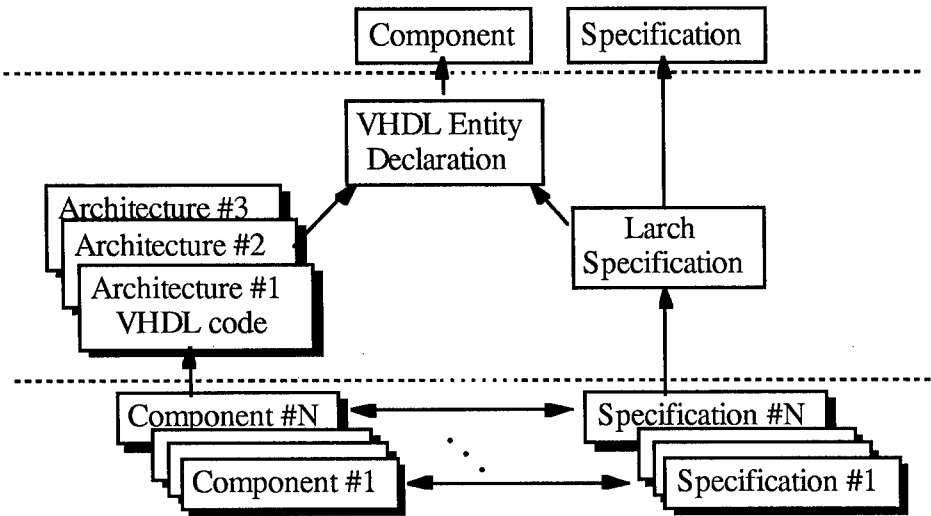 Component
Specification
VHDL Entity
Declaration
Architecture #3
Architecture #2
Architecture #1
VHDL code
Larch
Specification
Component #N
Specification #N
Component #1
Specification #1